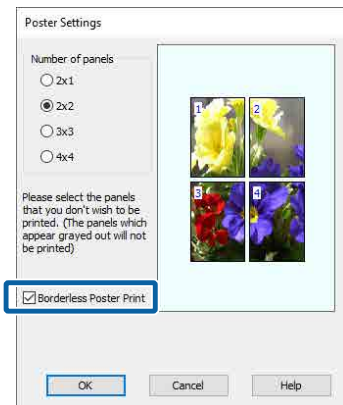 Poster Settings
Number of panels
2x1
2x2
3x3
4x4
Please select the panels
that you don't wish to be
printed. (The panels which
appear grayed out will not
be printed)
Borderless Poster Print
1
2
3
4
OK
Cancel
Help